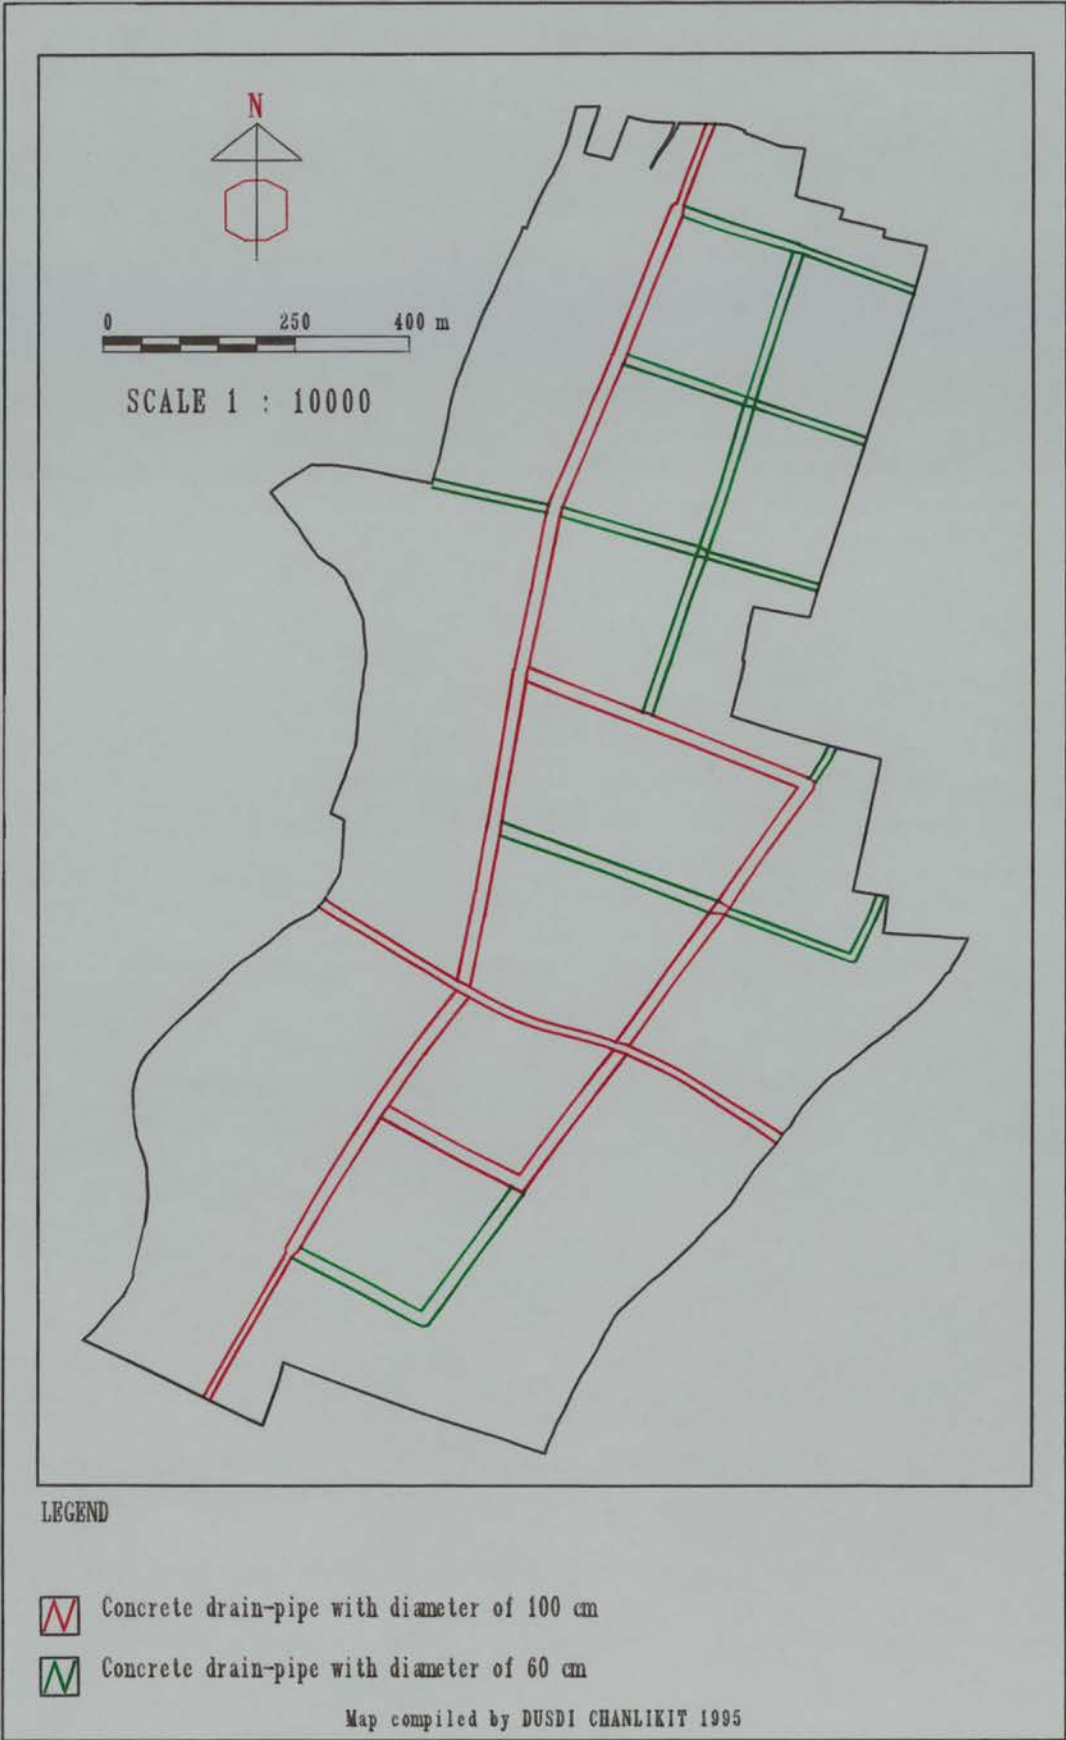 N
0 250 400 m
SCALE 1 : 10000
LEGEND
Concrete drain-pipe with diameter of 100 cm
Concrete drain-pipe with diameter of 60 cm
Map compiled by DUSDI CHANLIKIT 1995